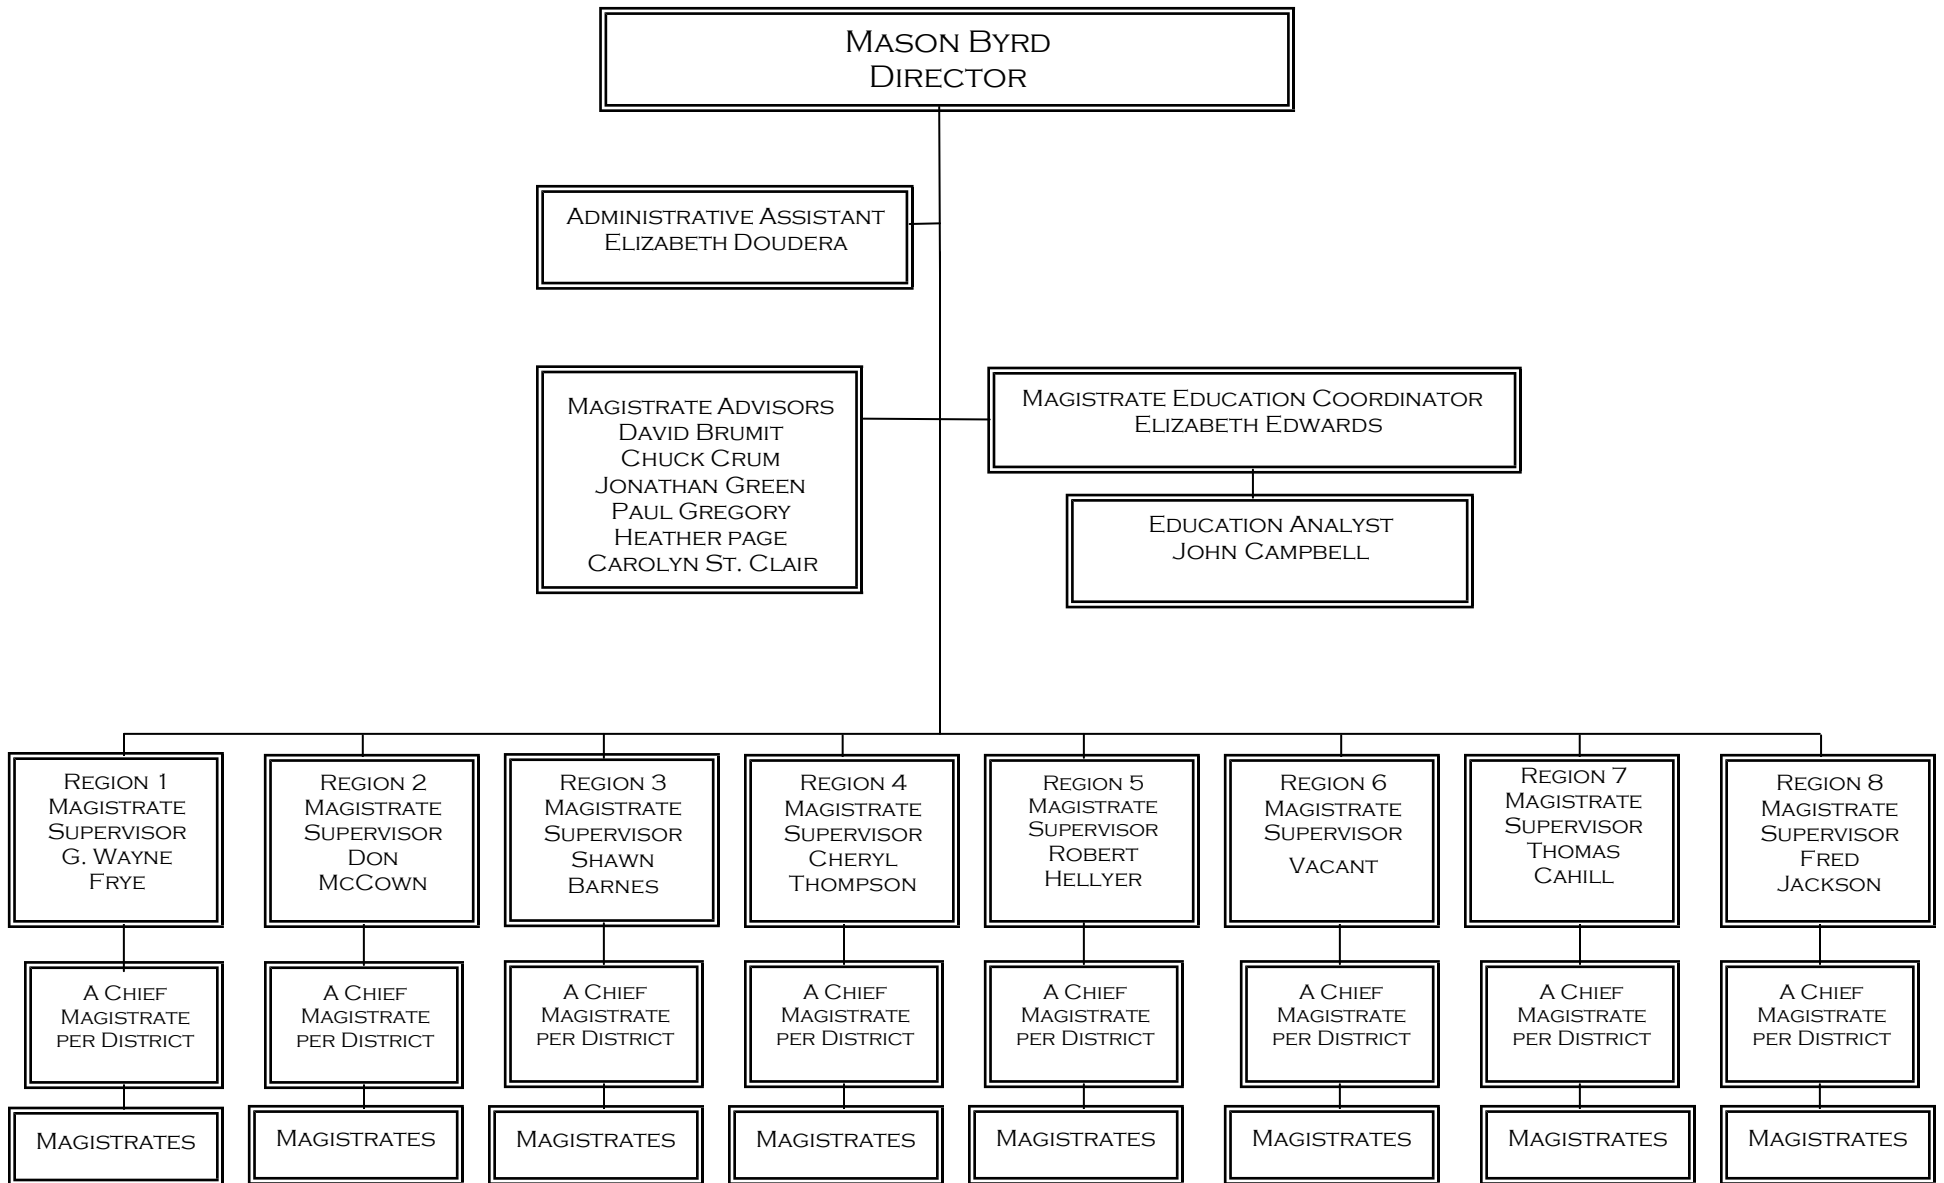 Mason Byrd
Director
Administrative Assistant
Elizabeth Doudera
Magistrate Advisors
David Brumit
Chuck Crum
Jonathan Green
Paul Gregory
Heather page
Carolyn St. Clair
Magistrate Education Coordinator
Elizabeth Edwards
Education Analyst
John Campbell
Region 1
Magistrate
Supervisor
G. Wayne
Frye
Region 2
Magistrate
Supervisor
Don
McCown
Region 3
Magistrate
Supervisor
Shawn
Barnes
Region 4
Magistrate
Supervisor
Cheryl
Thompson
Region 5
Magistrate
Supervisor
Robert
Hellyer
Region 6
Magistrate
Supervisor
Vacant
Region 7
Magistrate
Supervisor
Thomas
Cahill
Region 8
Magistrate
Supervisor
Fred
Jackson
A Chief
Magistrate
per District
A Chief
Magistrate
per District
A Chief
Magistrate
per District
A Chief
Magistrate
per District
A Chief
Magistrate
per District
A Chief
Magistrate
per District
A Chief
Magistrate
per District
A Chief
Magistrate
per District
Magistrates
Magistrates
Magistrates
Magistrates
Magistrates
Magistrates
Magistrates
Magistrates